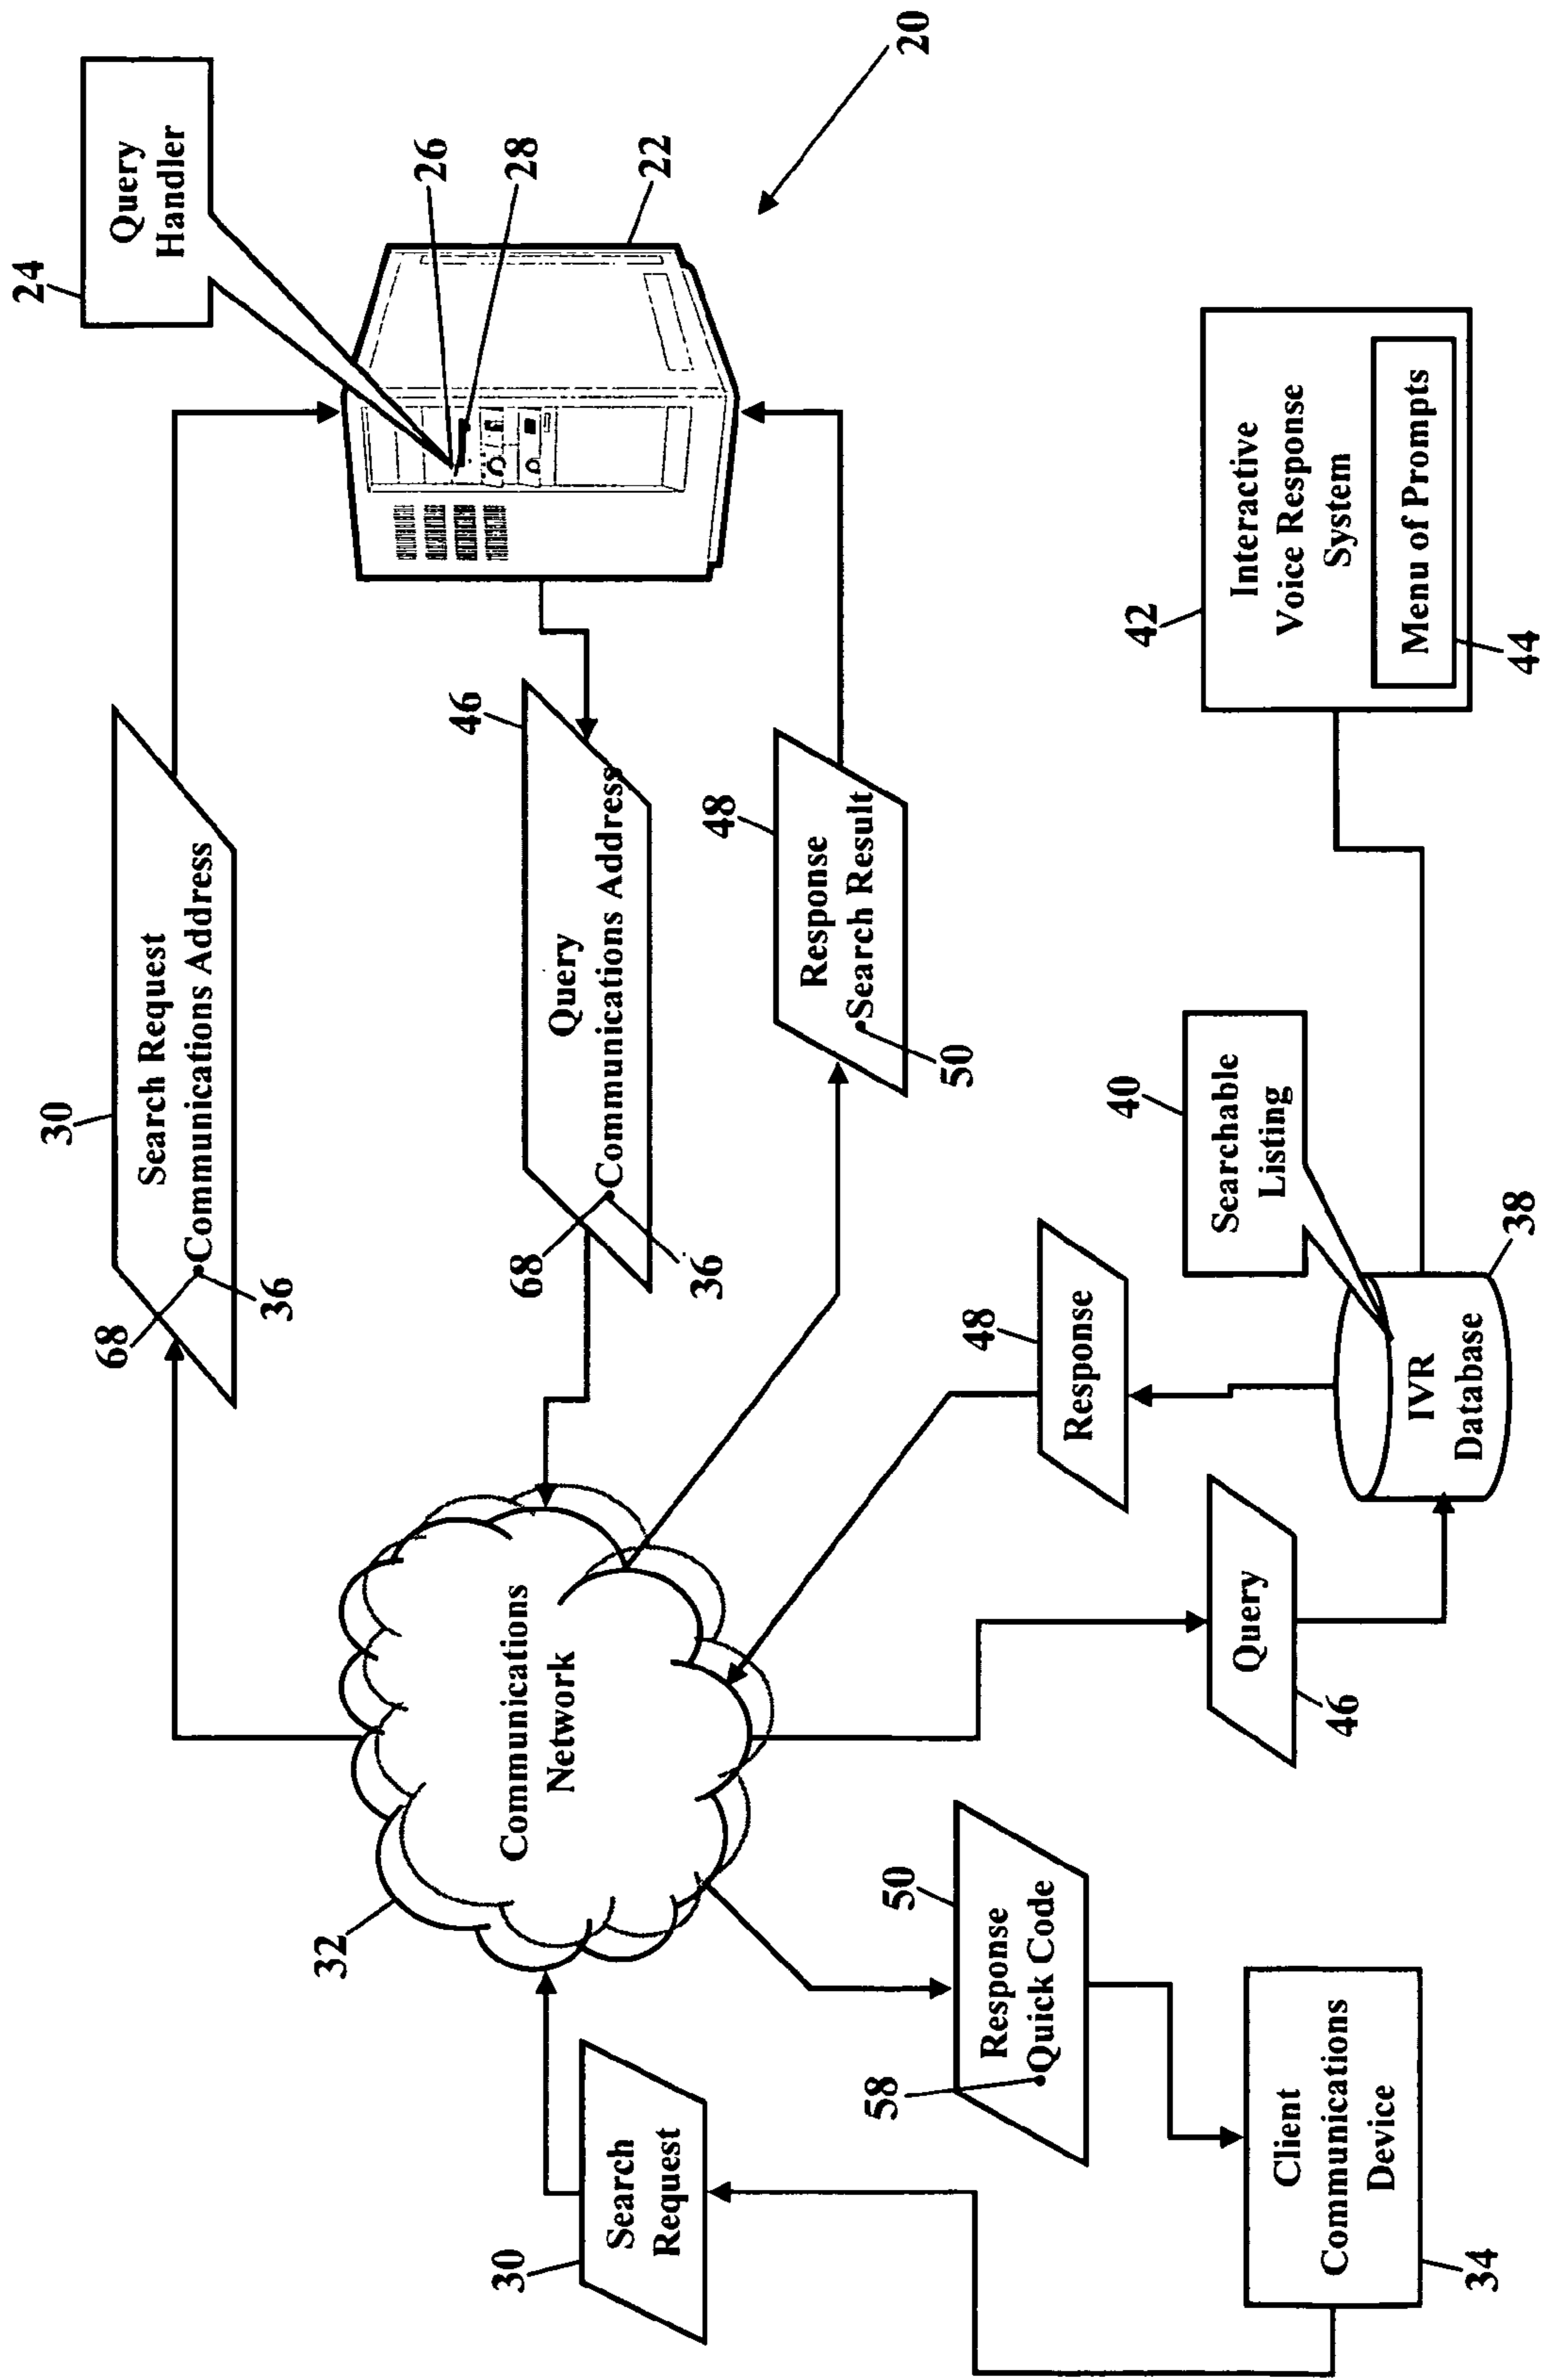 24
Query
Handler
26
28
22
20
30
Search Request
Communications Address
68
36
46
Query
Communications Address
68
36
48
Response
Search Result
50
32
Communications
Network
30
Search
Request
50
Response
Quick Code
58
34
Client
Communications
Device
46
Query
48
Response
40
Searchable
Listing
38
IVR
Database
42
Interactive
Voice Response
System
Menu of Prompts
44